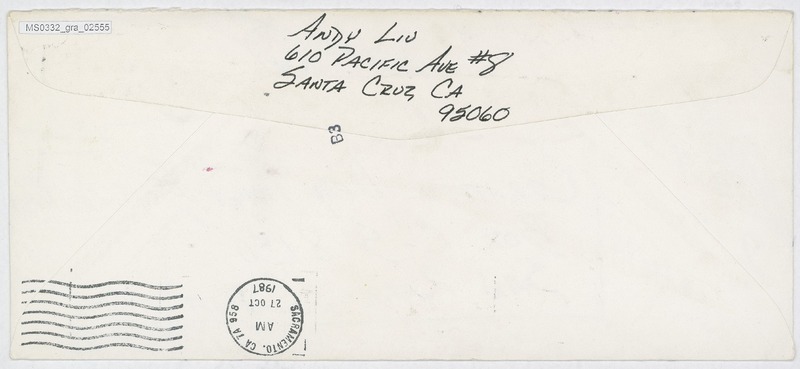 MS0332_gra_02555
ANDY LIU
610 PACIFIC AVE #8
SANTA CRUZ, CA
95060
B3
SACRAMENTO, CA TA 958
AM
27 OCT
1987